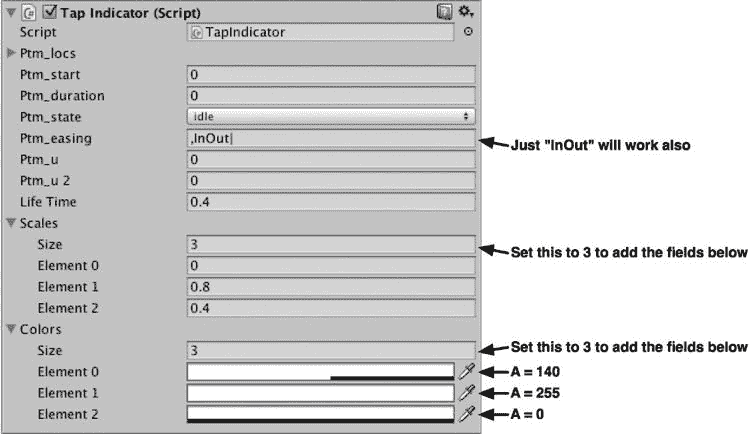 Tap Indicator (Script)
Script TapIndicator
Ptm_locs
Ptm_start 0
Ptm_duration 0
Ptm_state idle
Ptm_easing ,InOut| Just "InOut" will work also
Ptm_u 0
Ptm_u 2 0
Life Time 0.4
Scales
Size 3 Set this to 3 to add the fields below
Element 0 0
Element 1 0.8
Element 2 0.4
Colors
Size 3 Set this to 3 to add the fields below
Element 0 A = 140
Element 1 A = 255
Element 2 A = 0